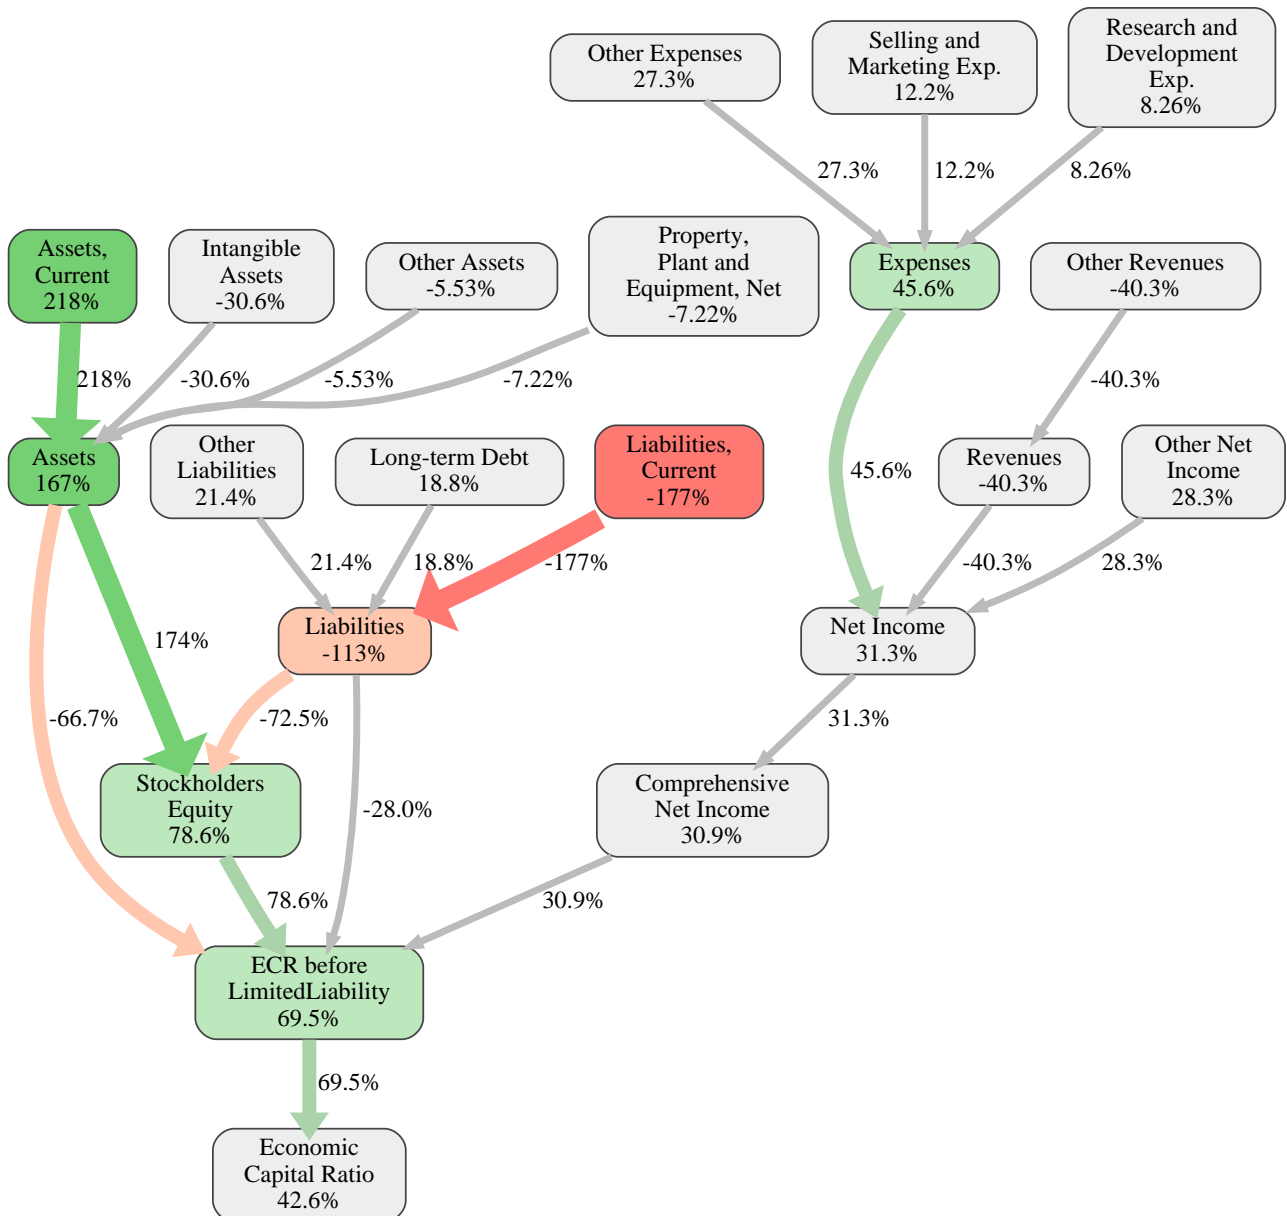 Other Expenses
27.3%
Selling and
Marketing Exp.
12.2%
Research and
Development
Exp.
8.26%
27.3%
12.2%
8.26%
Assets,
Current
218%
Intangible
Assets
-30.6%
Other Assets
-5.53%
Property,
Plant and
Equipment, Net
-7.22%
Expenses
45.6%
Other Revenues
-40.3%
218%
-30.6%
-5.53%
-7.22%
-40.3%
Assets
167%
Other
Liabilities
21.4%
Long-term Debt
18.8%
Liabilities,
Current
-177%
45.6%
Revenues
-40.3%
Other Net
Income
28.3%
21.4%
18.8%
-177%
-40.3%
28.3%
174%
Liabilities
-113%
Net Income
31.3%
-66.7%
-72.5%
31.3%
Stockholders
Equity
78.6%
-28.0%
Comprehensive
Net Income
30.9%
78.6%
30.9%
ECR before
LimitedLiability
69.5%
69.5%
Economic
Capital Ratio
42.6%